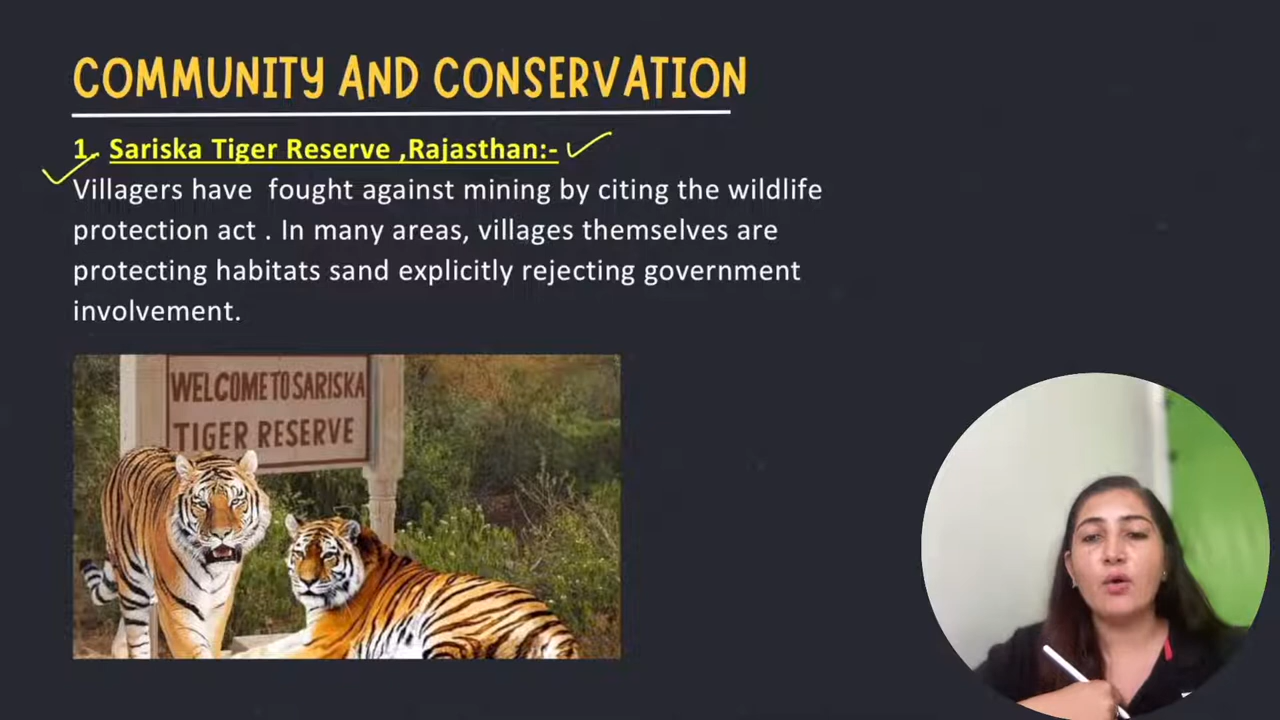 COMMUNITY AND CONSERVATION
1. Sariska Tiger Reserve ,Rajasthan:-
Villagers have fought against mining by citing the wildlife
protection act . In many areas, villages themselves are
protecting habitats sand explicitly rejecting government
involvement.
WELCOME TO SARISKA
TIGER RESERVE